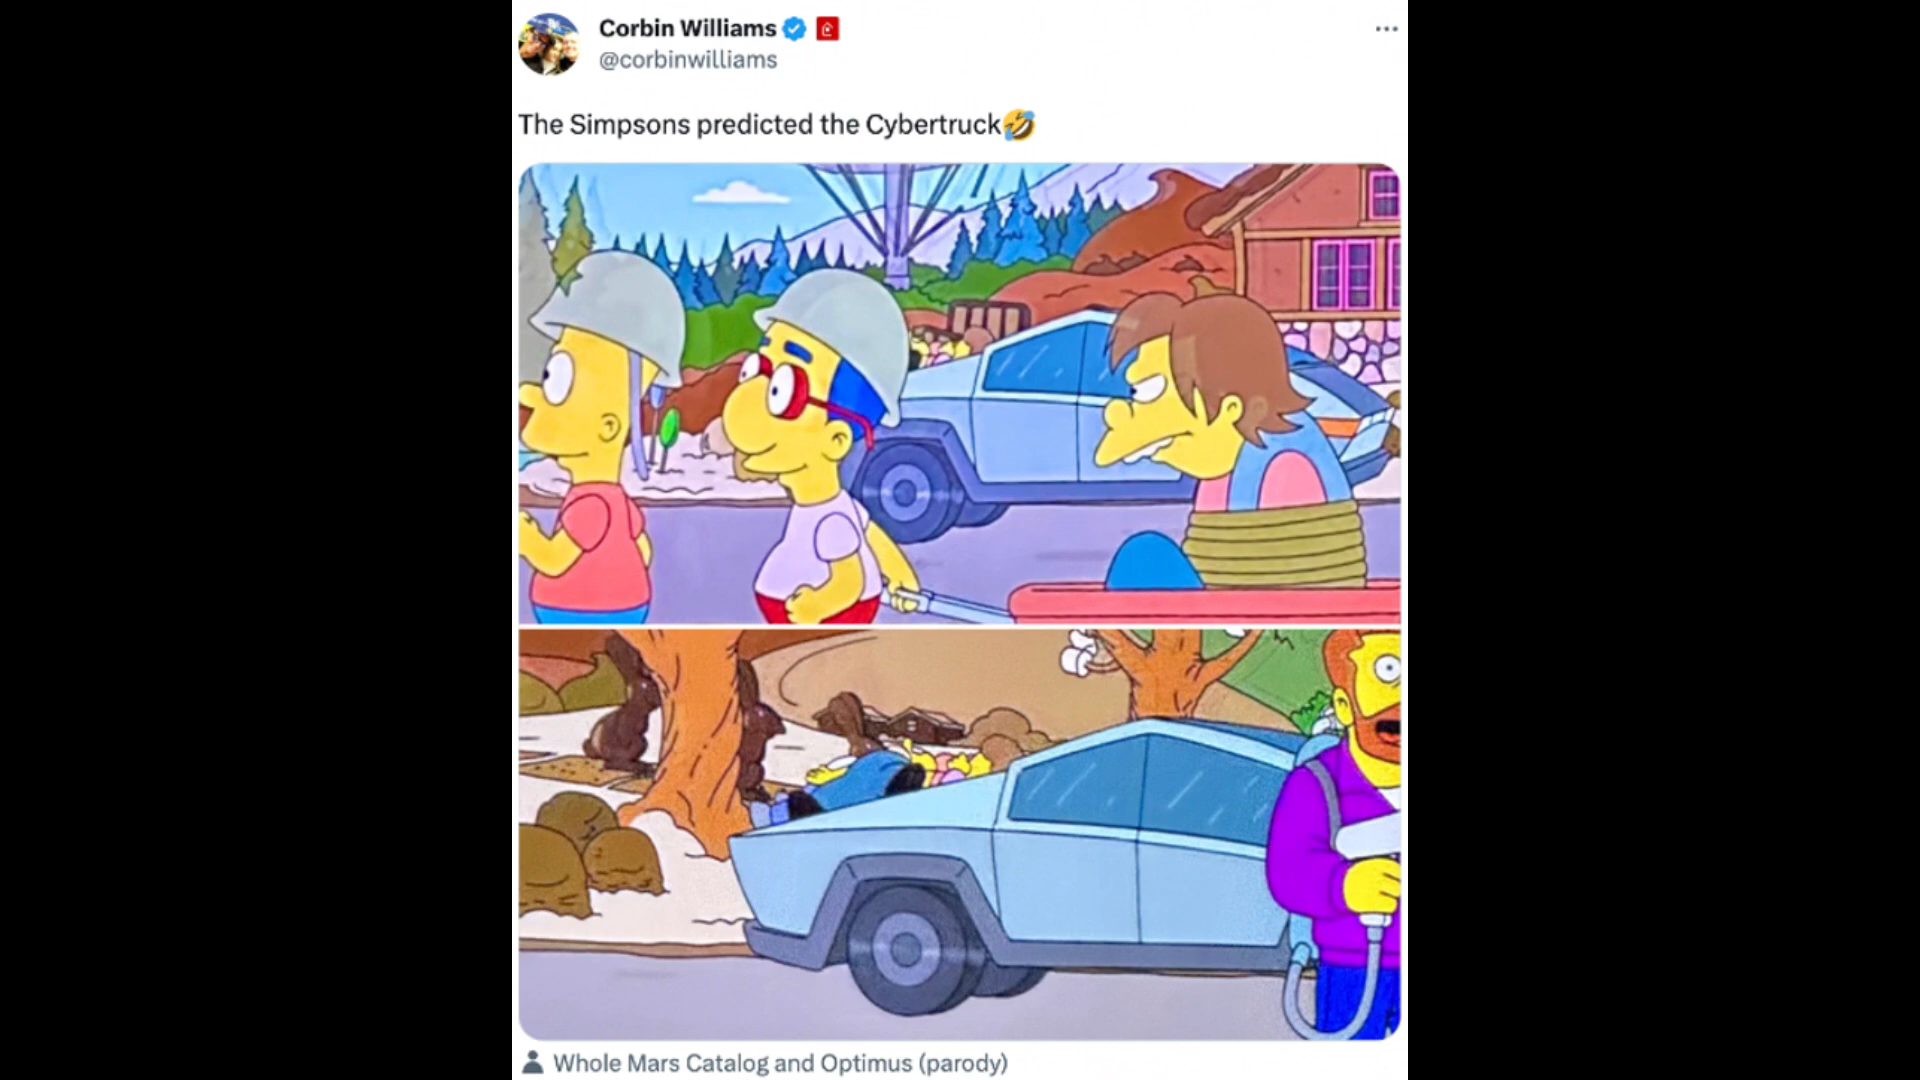 Corbin Williams
@corbinwilliams
The Simpsons predicted the Cybertruck🤣
Whole Mars Catalog and Optimus (parody)